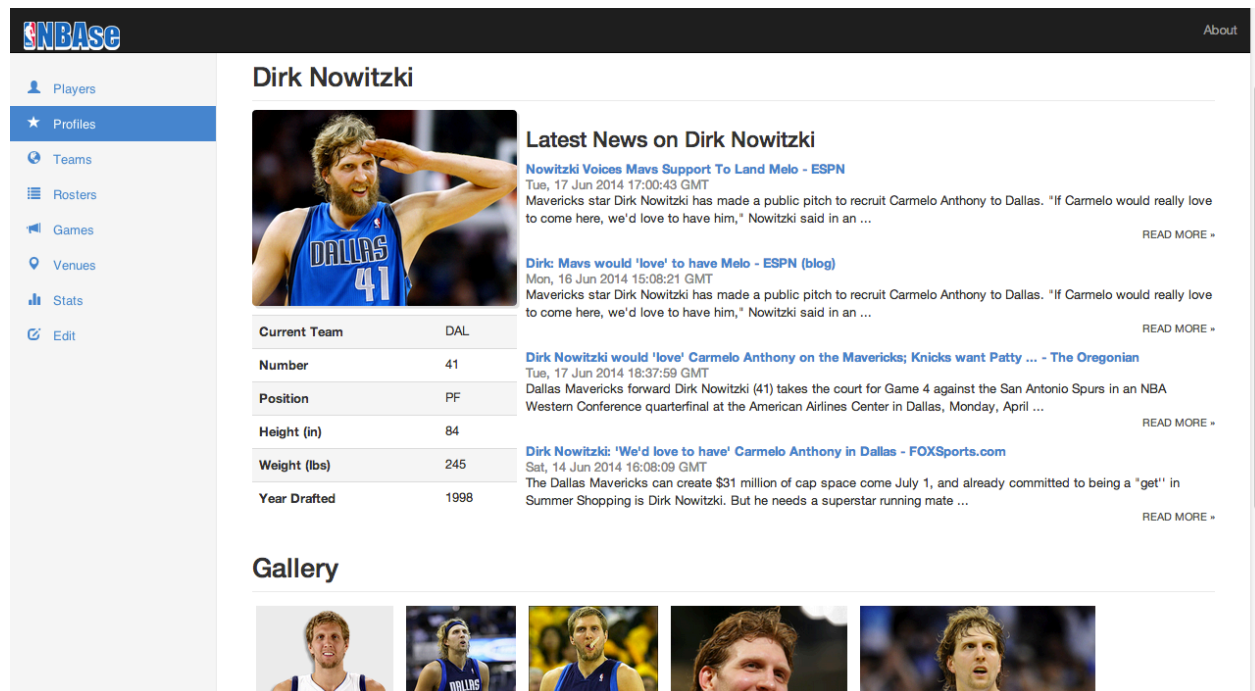 NBAse
About
Players
Profiles
Teams
Rosters
Games
Venues
Stats
Edit
Dirk Nowitzki
DALLAS
41
Current Team DAL
Number 41
Position PF
Height (in) 84
Weight (lbs) 245
Year Drafted 1998
Latest News on Dirk Nowitzki
Nowitzki Voices Mavs Support To Land Melo - ESPN
Tue, 17 Jun 2014 17:00:43 GMT
Mavericks star Dirk Nowitzki has made a public pitch to recruit Carmelo Anthony to Dallas. "If Carmelo would really love
to come here, we'd love to have him," Nowitzki said in an ...
READ MORE »
Dirk: Mavs would 'love' to have Melo - ESPN (blog)
Mon, 16 Jun 2014 15:08:21 GMT
Mavericks star Dirk Nowitzki has made a public pitch to recruit Carmelo Anthony to Dallas. "If Carmelo would really love
to come here, we'd love to have him," Nowitzki said in an ...
READ MORE »
Dirk Nowitzki would 'love' Carmelo Anthony on the Mavericks; Knicks want Patty ... - The Oregonian
Tue, 17 Jun 2014 18:37:59 GMT
Dallas Mavericks forward Dirk Nowitzki (41) takes the court for Game 4 against the San Antonio Spurs in an NBA
Western Conference quarterfinal at the American Airlines Center in Dallas, Monday, April ...
READ MORE »
Dirk Nowitzki: 'We'd love to have' Carmelo Anthony in Dallas - FOXSports.com
Sat, 14 Jun 2014 16:08:09 GMT
The Dallas Mavericks can create $31 million of cap space come July 1, and already committed to being a "get'' in
Summer Shopping is Dirk Nowitzki. But he needs a superstar running mate ...
READ MORE »
Gallery
DALLAS